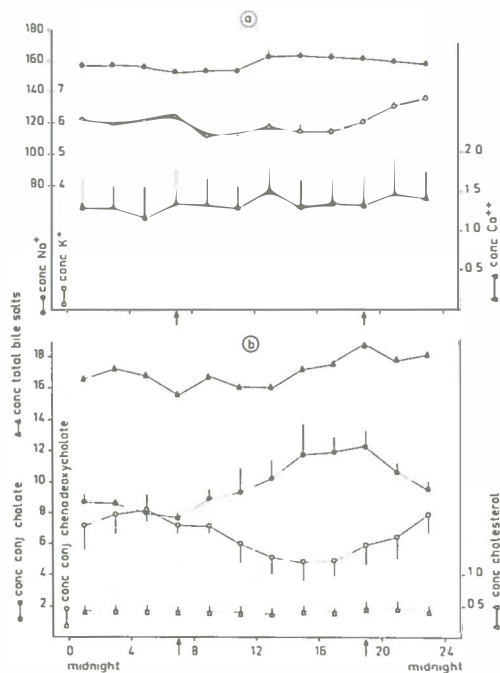 a
180
160
140
120
100
80
7
6
5
4
2.0
1.5
1.0
0.5
conc Na+
conc K+
conc Ca++
b
18
16
14
12
10
8
6
4
2
1.0
0.5
conc total bile salts
conc conj cholate
conc conj chenodeoxycholate
conc cholesterol
0 4 8 12 16 20 24
midnight midnight